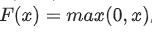 F(x) = max(0, x),